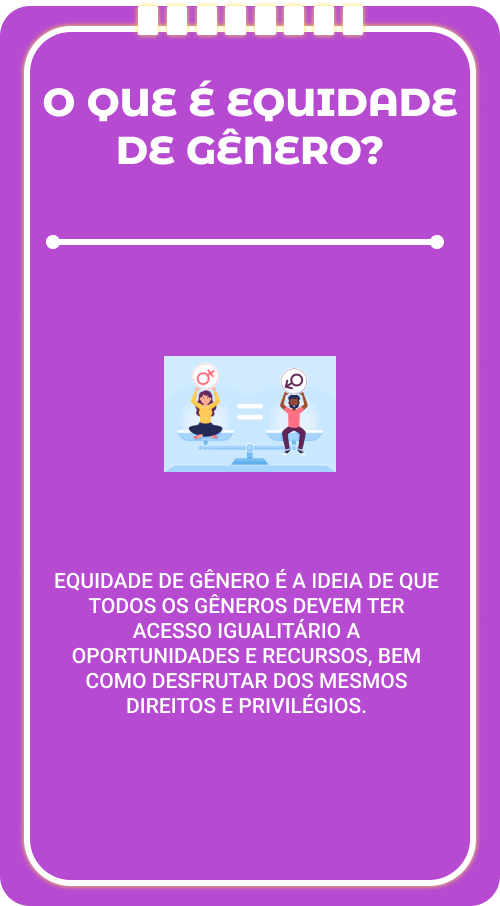 O QUE É EQUIDADE
DE GÊNERO?
EQUIDADE DE GÊNERO É A IDEIA DE QUE
TODOS OS GÊNEROS DEVEM TER
ACESSO IGUALITÁRIO A
OPORTUNIDADES E RECURSOS, BEM
COMO DESFRUTAR DOS MESMOS
DIREITOS E PRIVILÉGIOS.